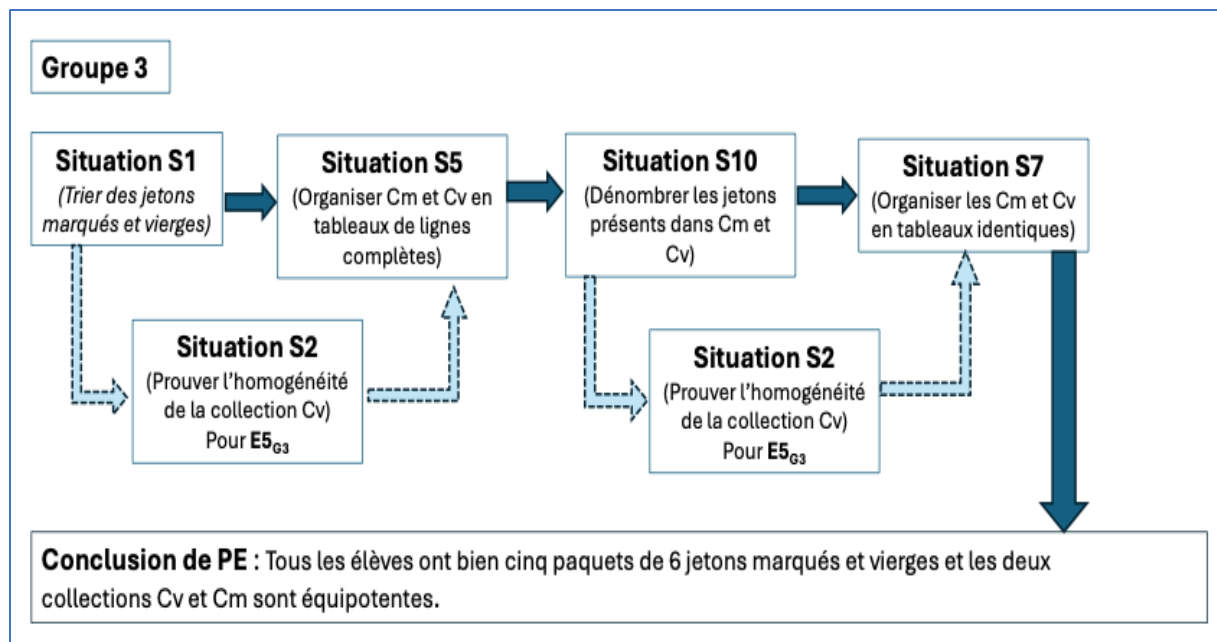 Groupe 3
Situation S1
(Trier des jetons
marqués et vierges)
Situation S5
(Organiser Cm et Cv en
tableaux de lignes
complètes)
Situation S10
(Dénombrer les jetons
présents dans Cm et
Cv)
Situation S7
(Organiser les Cm et Cv
en tableaux identiques)
Situation S2
(Prouver l'homogénéité
de la collection Cv)
Pour E5G3
Situation S2
(Prouver l'homogénéité
de la collection Cv)
Pour E5G3
Conclusion de PE : Tous les élèves ont bien cinq paquets de 6 jetons marqués et vierges et les deux
collections Cv et Cm sont équipotentes.